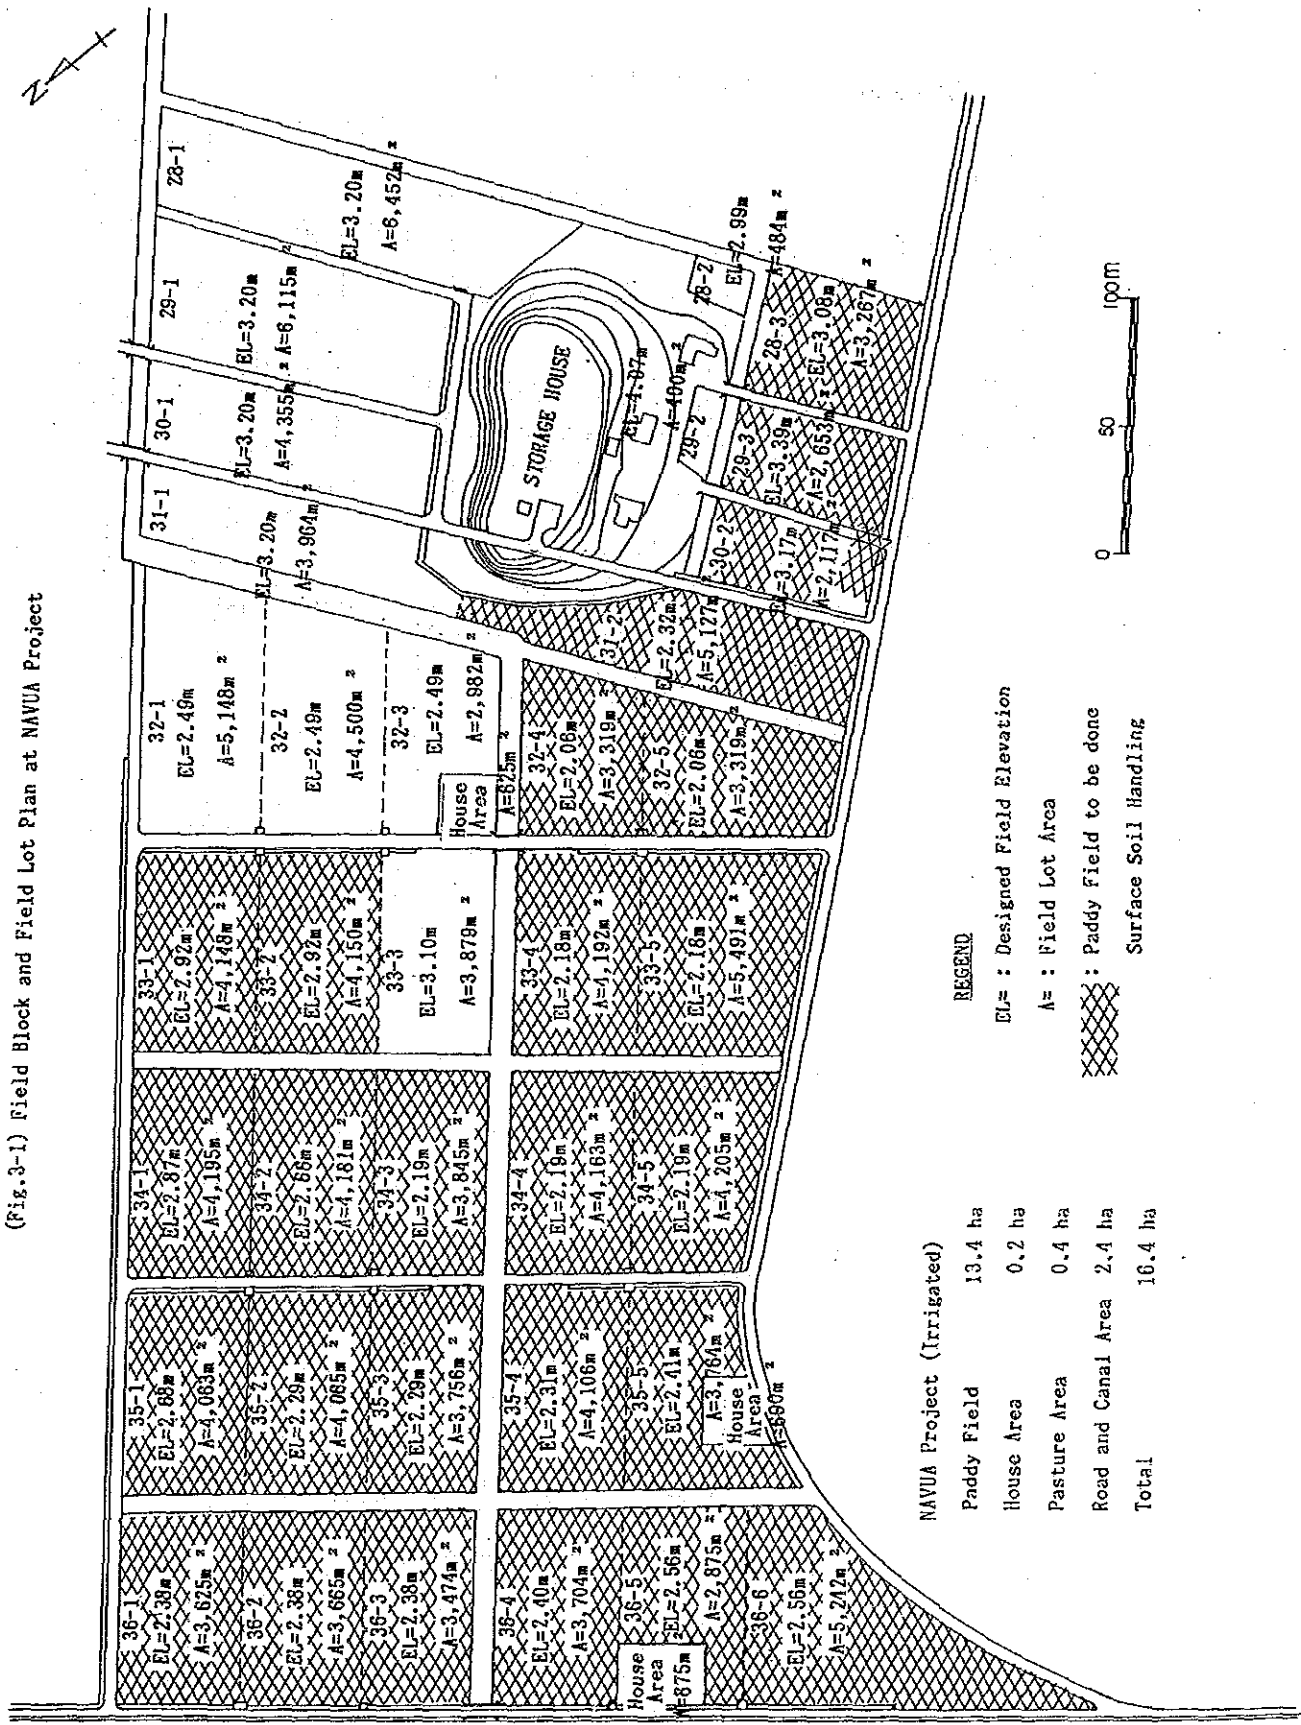 (Fig.3-1) Field Block and Field Lot Plan at NAVUA Project
N
36-1
EL=2.38m
A=3,625m²
36-2
EL=2.38m
A=3,665m²
36-3
EL=2.38m
A=3,474m²
36-4
EL=2.40m
A=3,704m²
36-5
EL=2.56m
A=2,875m²
House
Area
A=675m²
36-6
EL=2.56m
A=5,242m²
35-1
EL=2.68m
A=4,063m²
35-2
EL=2.29m
A=4,065m²
35-3
EL=2.29m
A=3,756m²
35-4
EL=2.31m
A=4,106m²
35-5
EL=2.41m
A=3,764m²
House
Area
A=690m²
34-1
EL=2.87m
A=4,195m²
34-2
EL=2.66m
A=4,181m²
34-3
EL=2.19m
A=3,845m²
34-4
EL=2.19m
A=4,163m²
34-5
EL=2.19m
A=4,205m²
33-1
EL=2.92m
A=4,148m²
33-2
EL=2.92m
A=4,150m²
33-3
EL=3.10m
A=3,879m²
33-4
EL=2.18m
A=4,192m²
33-5
EL=2.18m
A=5,491m²
32-1
EL=2.49m
A=5,148m²
32-2
EL=2.49m
A=4,500m²
32-3
EL=2.49m
A=2,982m²
House
Area
A=625m²
32-4
EL=2.06m
A=3,319m²
32-5
EL=2.06m
A=3,319m²
31-1
EL=3.20m
A=3,964m²
31-2
EL=2.32m
A=5,127m²
30-1
EL=3.20m
A=4,355m²
30-2
EL=3.17m
A=2,117m²
29-1
EL=3.20m
A=6,115m²
29-2
EL=4.07m
A=400m²
29-3
EL=3.39m
A=2,653m²
28-1
EL=3.20m
A=6,452m²
28-2
EL=2.99m
A=484m²
28-3
EL=3.08m
A=3,267m²
STORAGE HOUSE
0 50 100m
REGEND
EL= : Designed Field Elevation
A= : Field Lot Area
: Paddy Field to be done
Surface Soil Handling
NAVUA Project (Irrigated)
Paddy Field 13.4 ha
House Area 0.2 ha
Pasture Area 0.4 ha
Road and Canal Area 2.4 ha
Total 16.4 ha